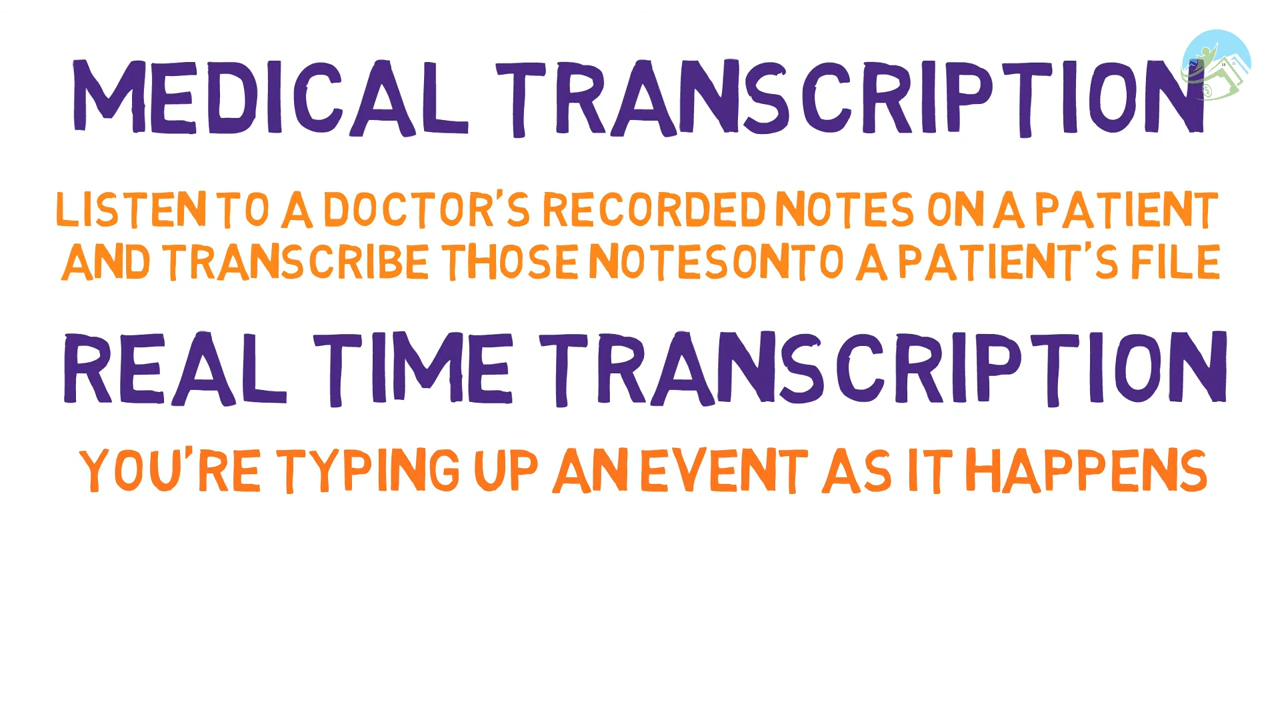 MEDICAL TRANSCRIPTION
LISTEN TO A DOCTOR'S RECORDED NOTES ON A PATIENT
AND TRANSCRIBE THOSE NOTESONTO A PATIENT'S FILE
REAL TIME TRANSCRIPTION
YOU'RE TYPING UP AN EVENT AS IT HAPPENS